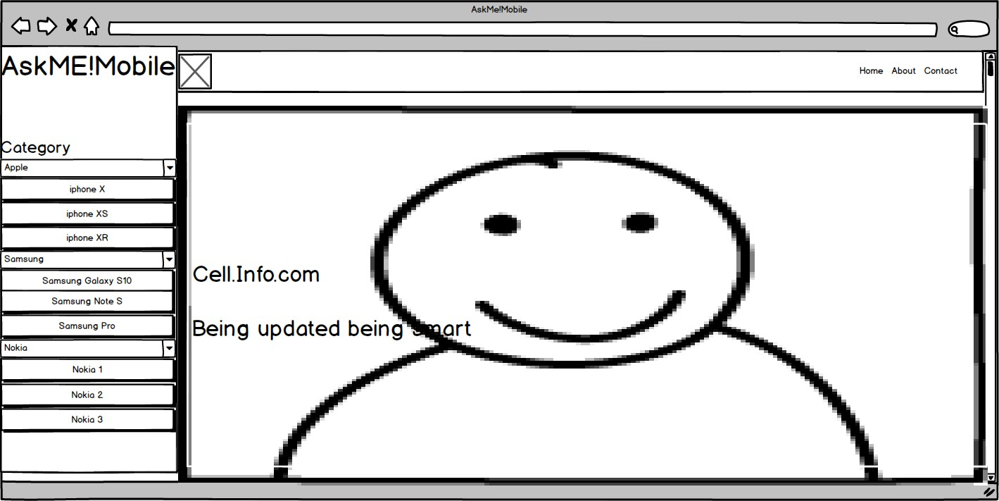 AskMe!Mobile
AskME!Mobile
Home About Contact
Category
Apple
iphone X
iphone XS
iphone XR
Samsung
Samsung Galaxy S10
Samsung Note S
Samsung Pro
Nokia
Nokia 1
Nokia 2
Nokia 3
Cell.Info.com
Being updated being smart